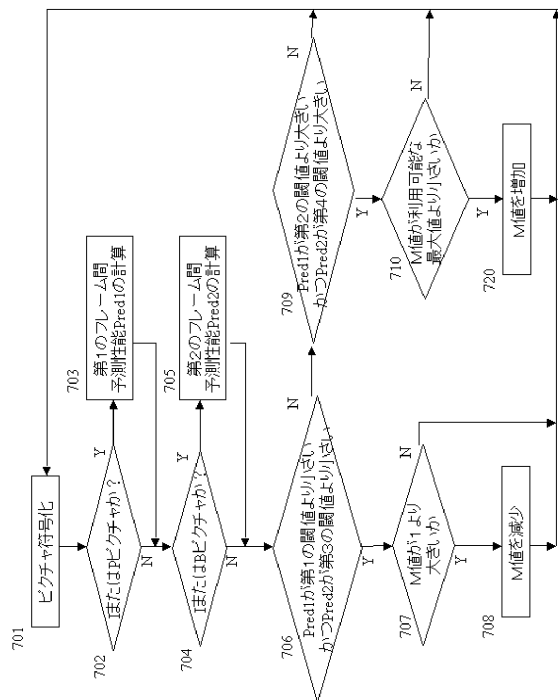 701
ピクチャ符号化
702
IまたはPピクチャか?
Y
N
703
第1のフレーム間
予測性能Pred1の計算
704
IまたはBピクチャか?
Y
N
705
第2のフレーム間
予測性能Pred2の計算
706
Pred1が第1の閾値より小さい
かつPred2が第3の閾値より小さい
N
Y
707
M値が1より
大きいか
N
Y
708
M値を減少
709
Pred1が第2の閾値より大きい
かつPred2が第4の閾値より大きい
N
Y
710
M値が利用可能な
最大値より小さいか
N
Y
720
M値を増加